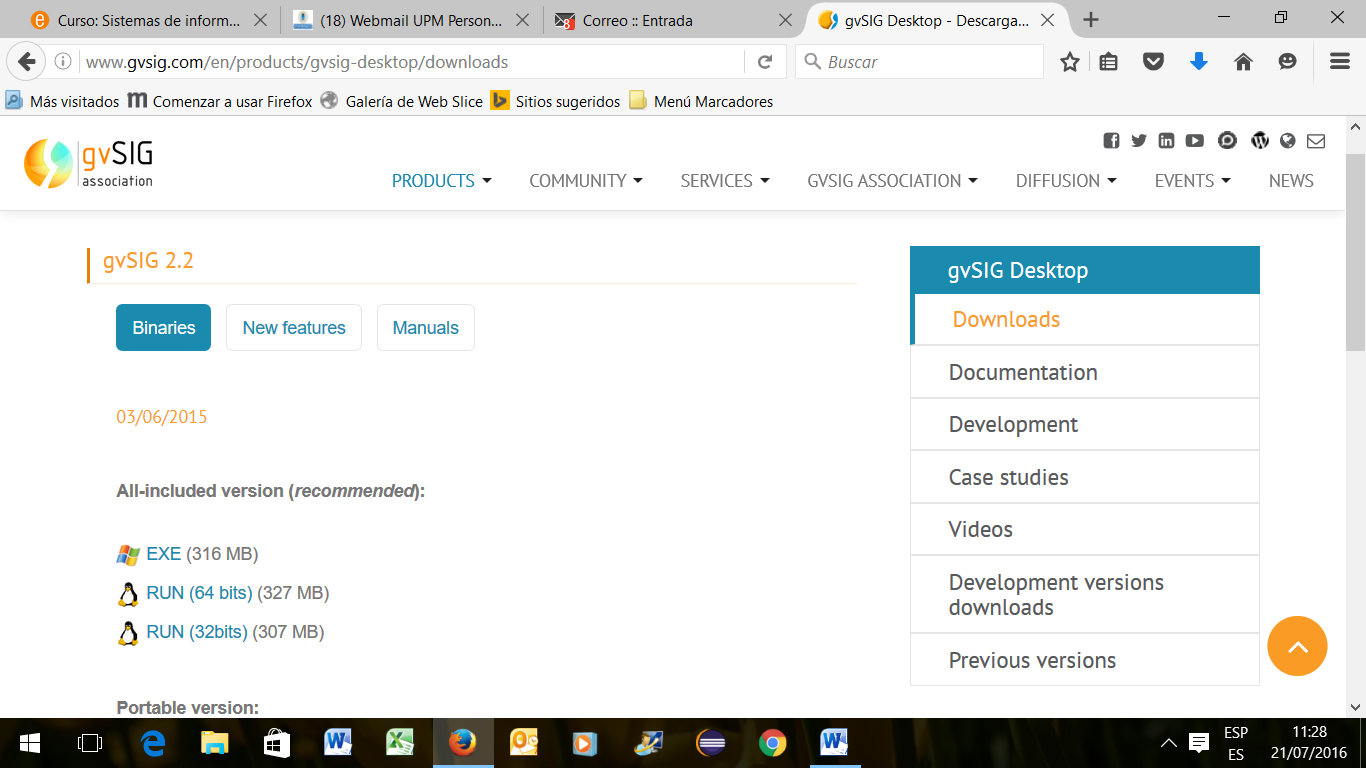 Curso: Sistemas de inform...
(18) Webmail UPM Person...
Correo :: Entrada
gvSIG Desktop - Descarga...
www.gvsig.com/en/products/gvsig-desktop/downloads
Buscar
Más visitados
Comenzar a usar Firefox
Galería de Web Slice
Sitios sugeridos
Menú Marcadores
gvSIG
association
PRODUCTS
COMMUNITY
SERVICES
GVSIG ASSOCIATION
DIFFUSION
EVENTS
NEWS
gvSIG 2.2
Binaries
New features
Manuals
03/06/2015
All-included version (recommended):
EXE (316 MB)
RUN (64 bits) (327 MB)
RUN (32bits) (307 MB)
Portable version:
gvSIG Desktop
Downloads
Documentation
Development
Case studies
Videos
Development versions
downloads
Previous versions
ESP
ES
11:28
21/07/2016